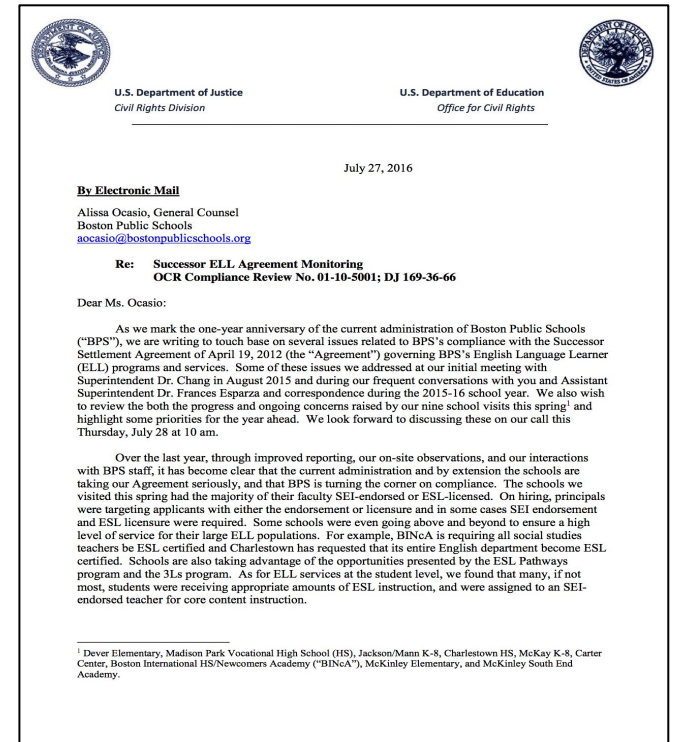 U.S. Department of Justice
Civil Rights Division
U.S. Department of Education
Office for Civil Rights
July 27, 2016
By Electronic Mail
Alissa Ocasio, General Counsel
Boston Public Schools
aocasio@bostonpublicschools.org
Re: Successor ELL Agreement Monitoring
OCR Compliance Review No. 01-10-5001; DJ 169-36-66
Dear Ms. Ocasio:
As we mark the one-year anniversary of the current administration of Boston Public Schools
("BPS"), we are writing to touch base on several issues related to BPS's compliance with the Successor
Settlement Agreement of April 19, 2012 (the "Agreement") governing BPS's English Language Learner
(ELL) programs and services. Some of these issues we addressed at our initial meeting with
Superintendent Dr. Chang in August 2015 and during our frequent conversations with you and Assistant
Superintendent Dr. Frances Esparza and correspondence during the 2015-16 school year. We also wish
to review the both the progress and ongoing concerns raised by our nine school visits this spring¹ and
highlight some priorities for the year ahead. We look forward to discussing these on our call this
Thursday, July 28 at 10 am.
Over the last year, through improved reporting, our on-site observations, and our interactions
with BPS staff, it has become clear that the current administration and by extension the schools are
taking our Agreement seriously, and that BPS is turning the corner on compliance. The schools we
visited this spring had the majority of their faculty SEI-endorsed or ESL-licensed. On hiring, principals
were targeting applicants with either the endorsement or licensure and in some cases SEI endorsement
and ESL licensure were required. Some schools were even going above and beyond to ensure a high
level of service for their large ELL populations. For example, BINcA is requiring all social studies
teachers be ESL certified and Charlestown has requested that its entire English department become ESL
certified. Schools are also taking advantage of the opportunities presented by the ESL Pathways
program and the 3Ls program. As for ELL services at the student level, we found that many, if not
most, students were receiving appropriate amounts of ESL instruction, and were assigned to an SEI-
endorsed teacher for core content instruction.
¹ Dever Elementary, Madison Park Vocational High School (HS), Jackson/Mann K-8, Charlestown HS, McKay K-8, Carter
Center, Boston International HS/Newcomers Academy ("BINcA"), McKinley Elementary, and McKinley South End
Academy.